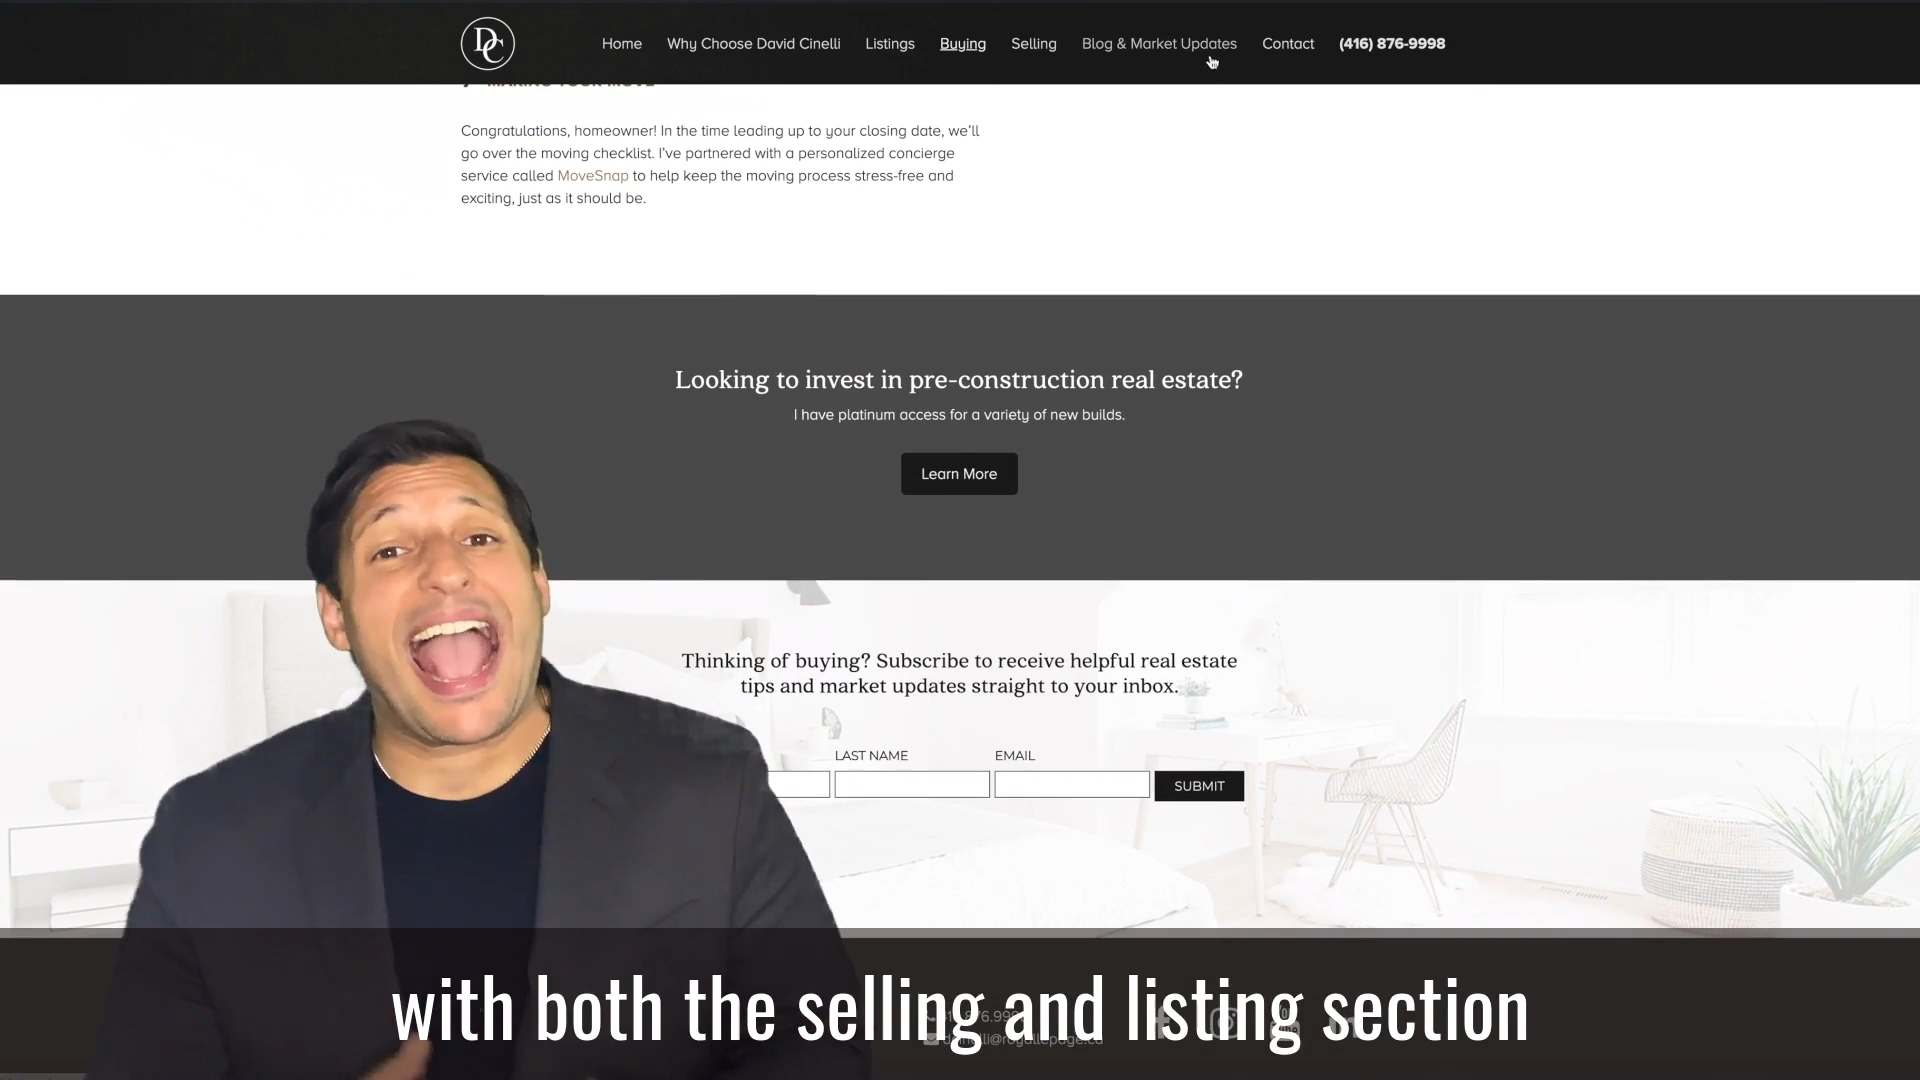 DC
Home
Why Choose David Cinelli
Listings
Buying
Selling
Blog & Market Updates
Contact
(416) 876-9998
MAKING YOUR MOVE
Congratulations, homeowner! In the time leading up to your closing date, we'll
go over the moving checklist. I've partnered with a personalized concierge
service called MoveSnap to help keep the moving process stress-free and
exciting, just as it should be.
Looking to invest in pre-construction real estate?
I have platinum access for a variety of new builds.
Learn More
Thinking of buying? Subscribe to receive helpful real estate
tips and market updates straight to your inbox.
LAST NAME
EMAIL
SUBMIT
with both the selling and listing section